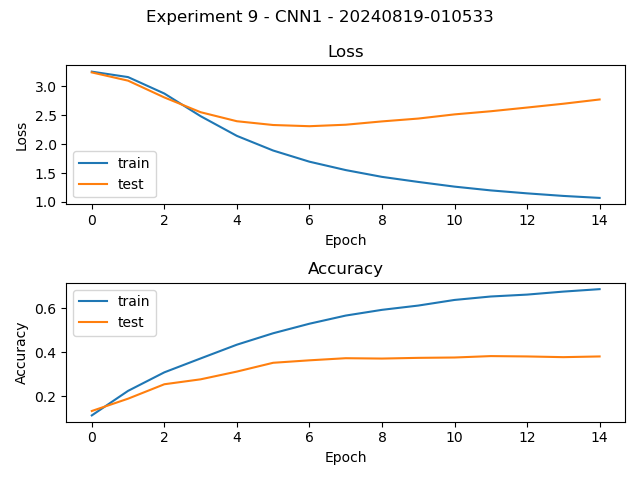 Experiment 9 - CNN1 - 20240819-010533
Loss
3.0
2.5
2.0
1.5
1.0
Loss
train
test
0 2 4 6 8 10 12 14
Epoch
Accuracy
0.6
0.4
0.2
Accuracy
train
test
0 2 4 6 8 10 12 14
Epoch